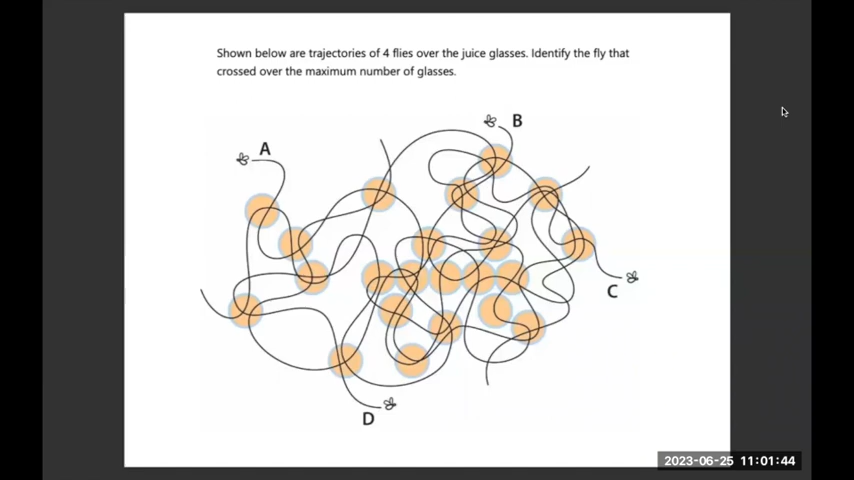 Shown below are trajectories of 4 flies over the juice glasses. Identify the fly that
crossed over the maximum number of glasses.
B
A
C
D
2023-06-25 11:01:44